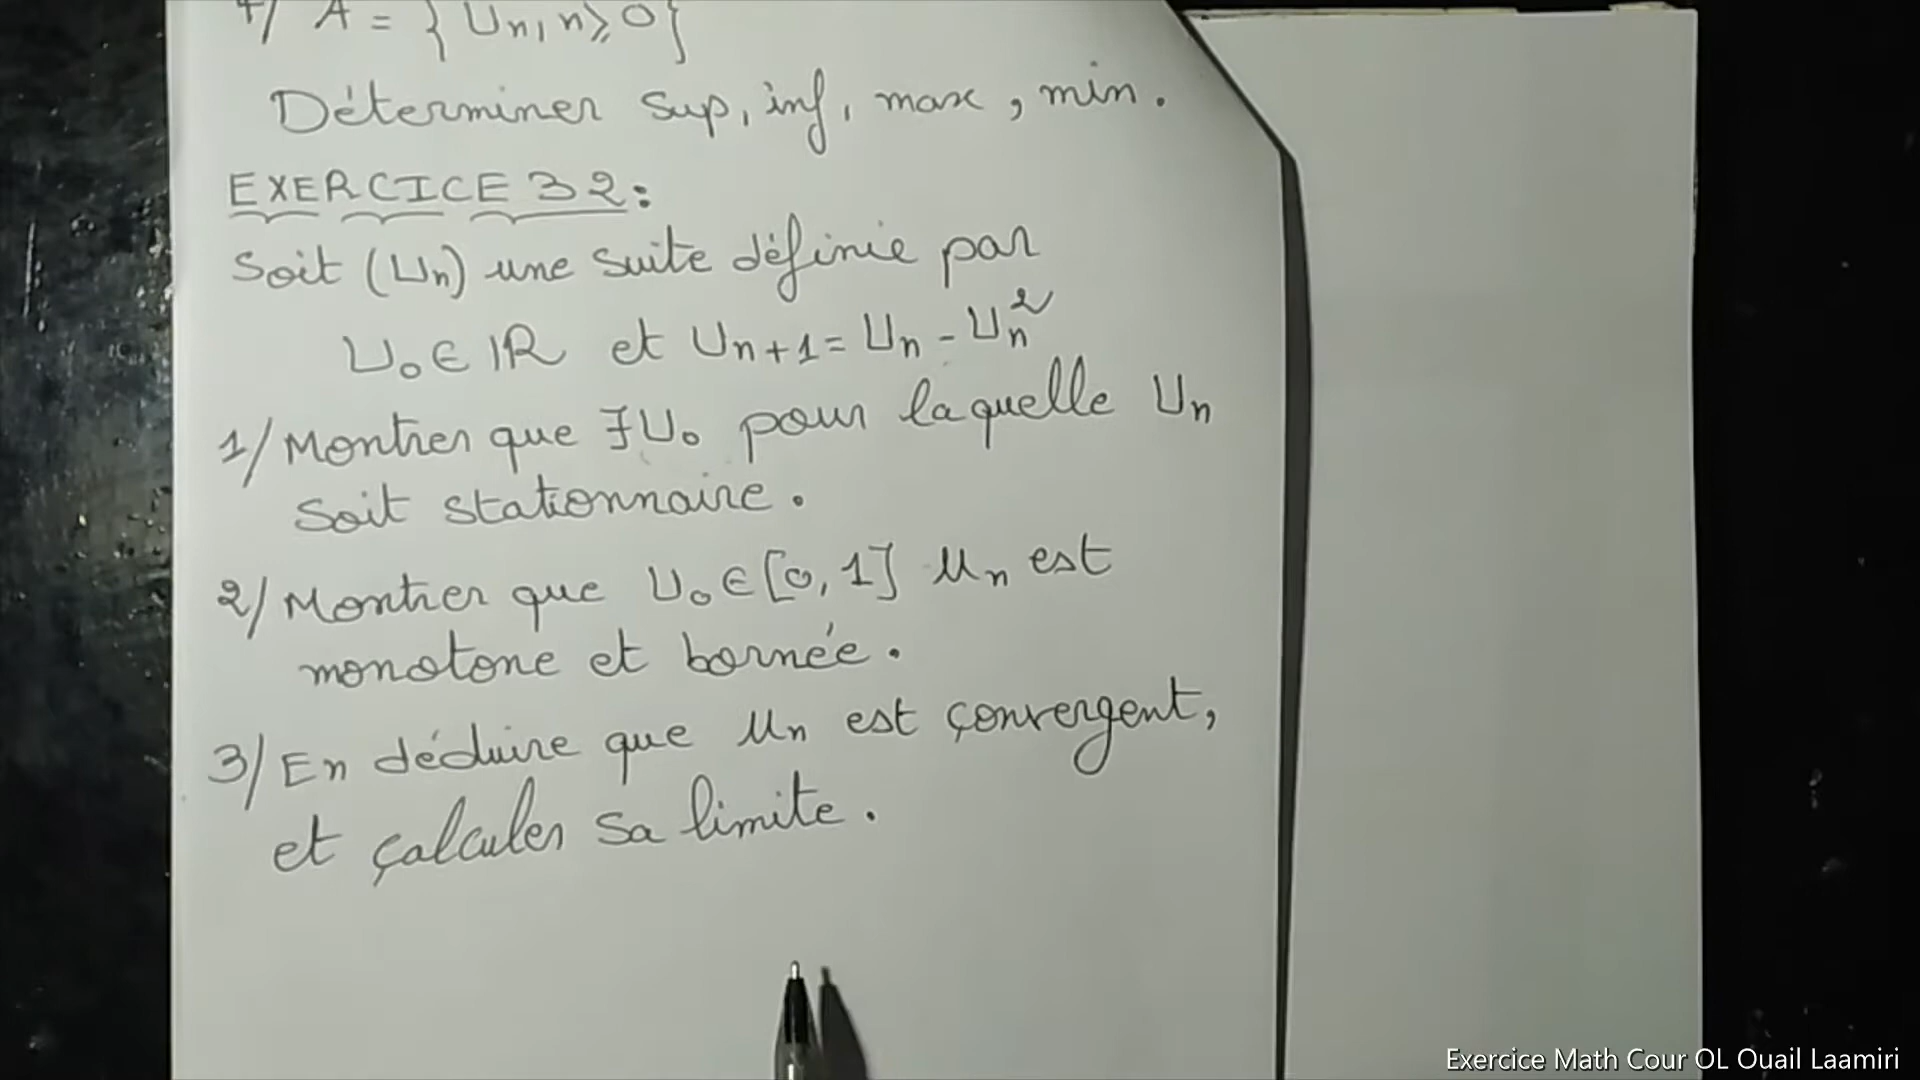 4/ A = { Un, n ⩾ 0 }
Déterminer sup, inf, max, min.
EXERCICE 32:
Soit (Un) une suite définie par
U₀ ∈ IR et Un+1 = Un - Un²
1/ Montrer que ∃U₀ pour laquelle Un
soit stationnaire.
2/ Montrer que U₀ ∈ [0, 1] Un est
monotone et bornée.
3/ En déduire que Un est çonvergent,
et çalculer sa limite.
Exercice Math Cour OL Ouail Laamiri